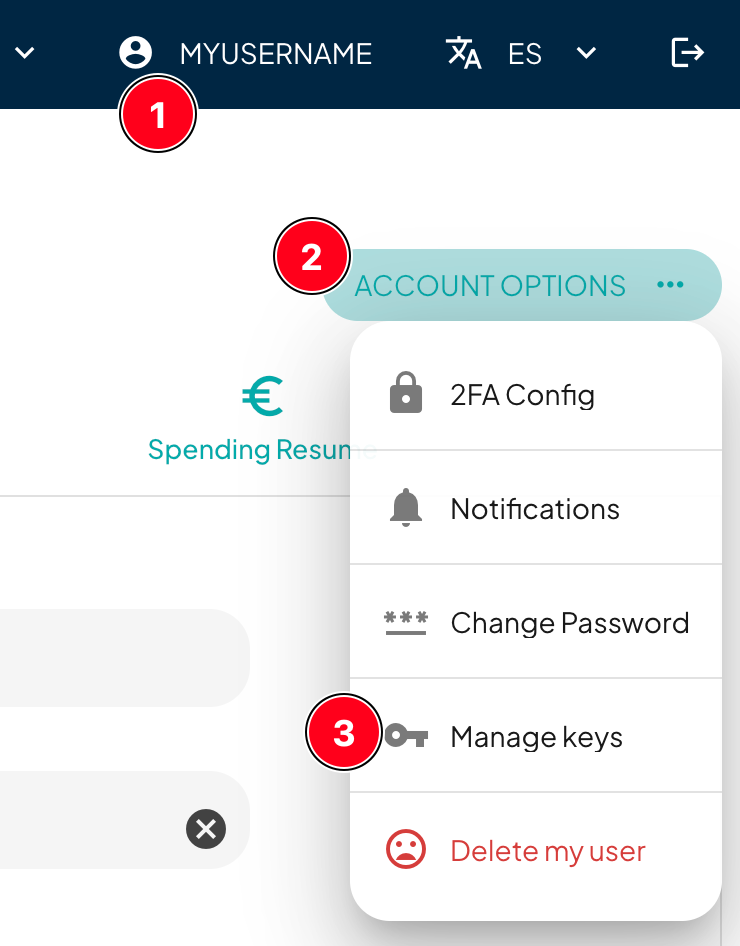 MYUSERNAME ES
1
2
ACCOUNT OPTIONS ...
2FA Config
Spending Resume
Notifications
*** Change Password
3
Manage keys
Delete my user